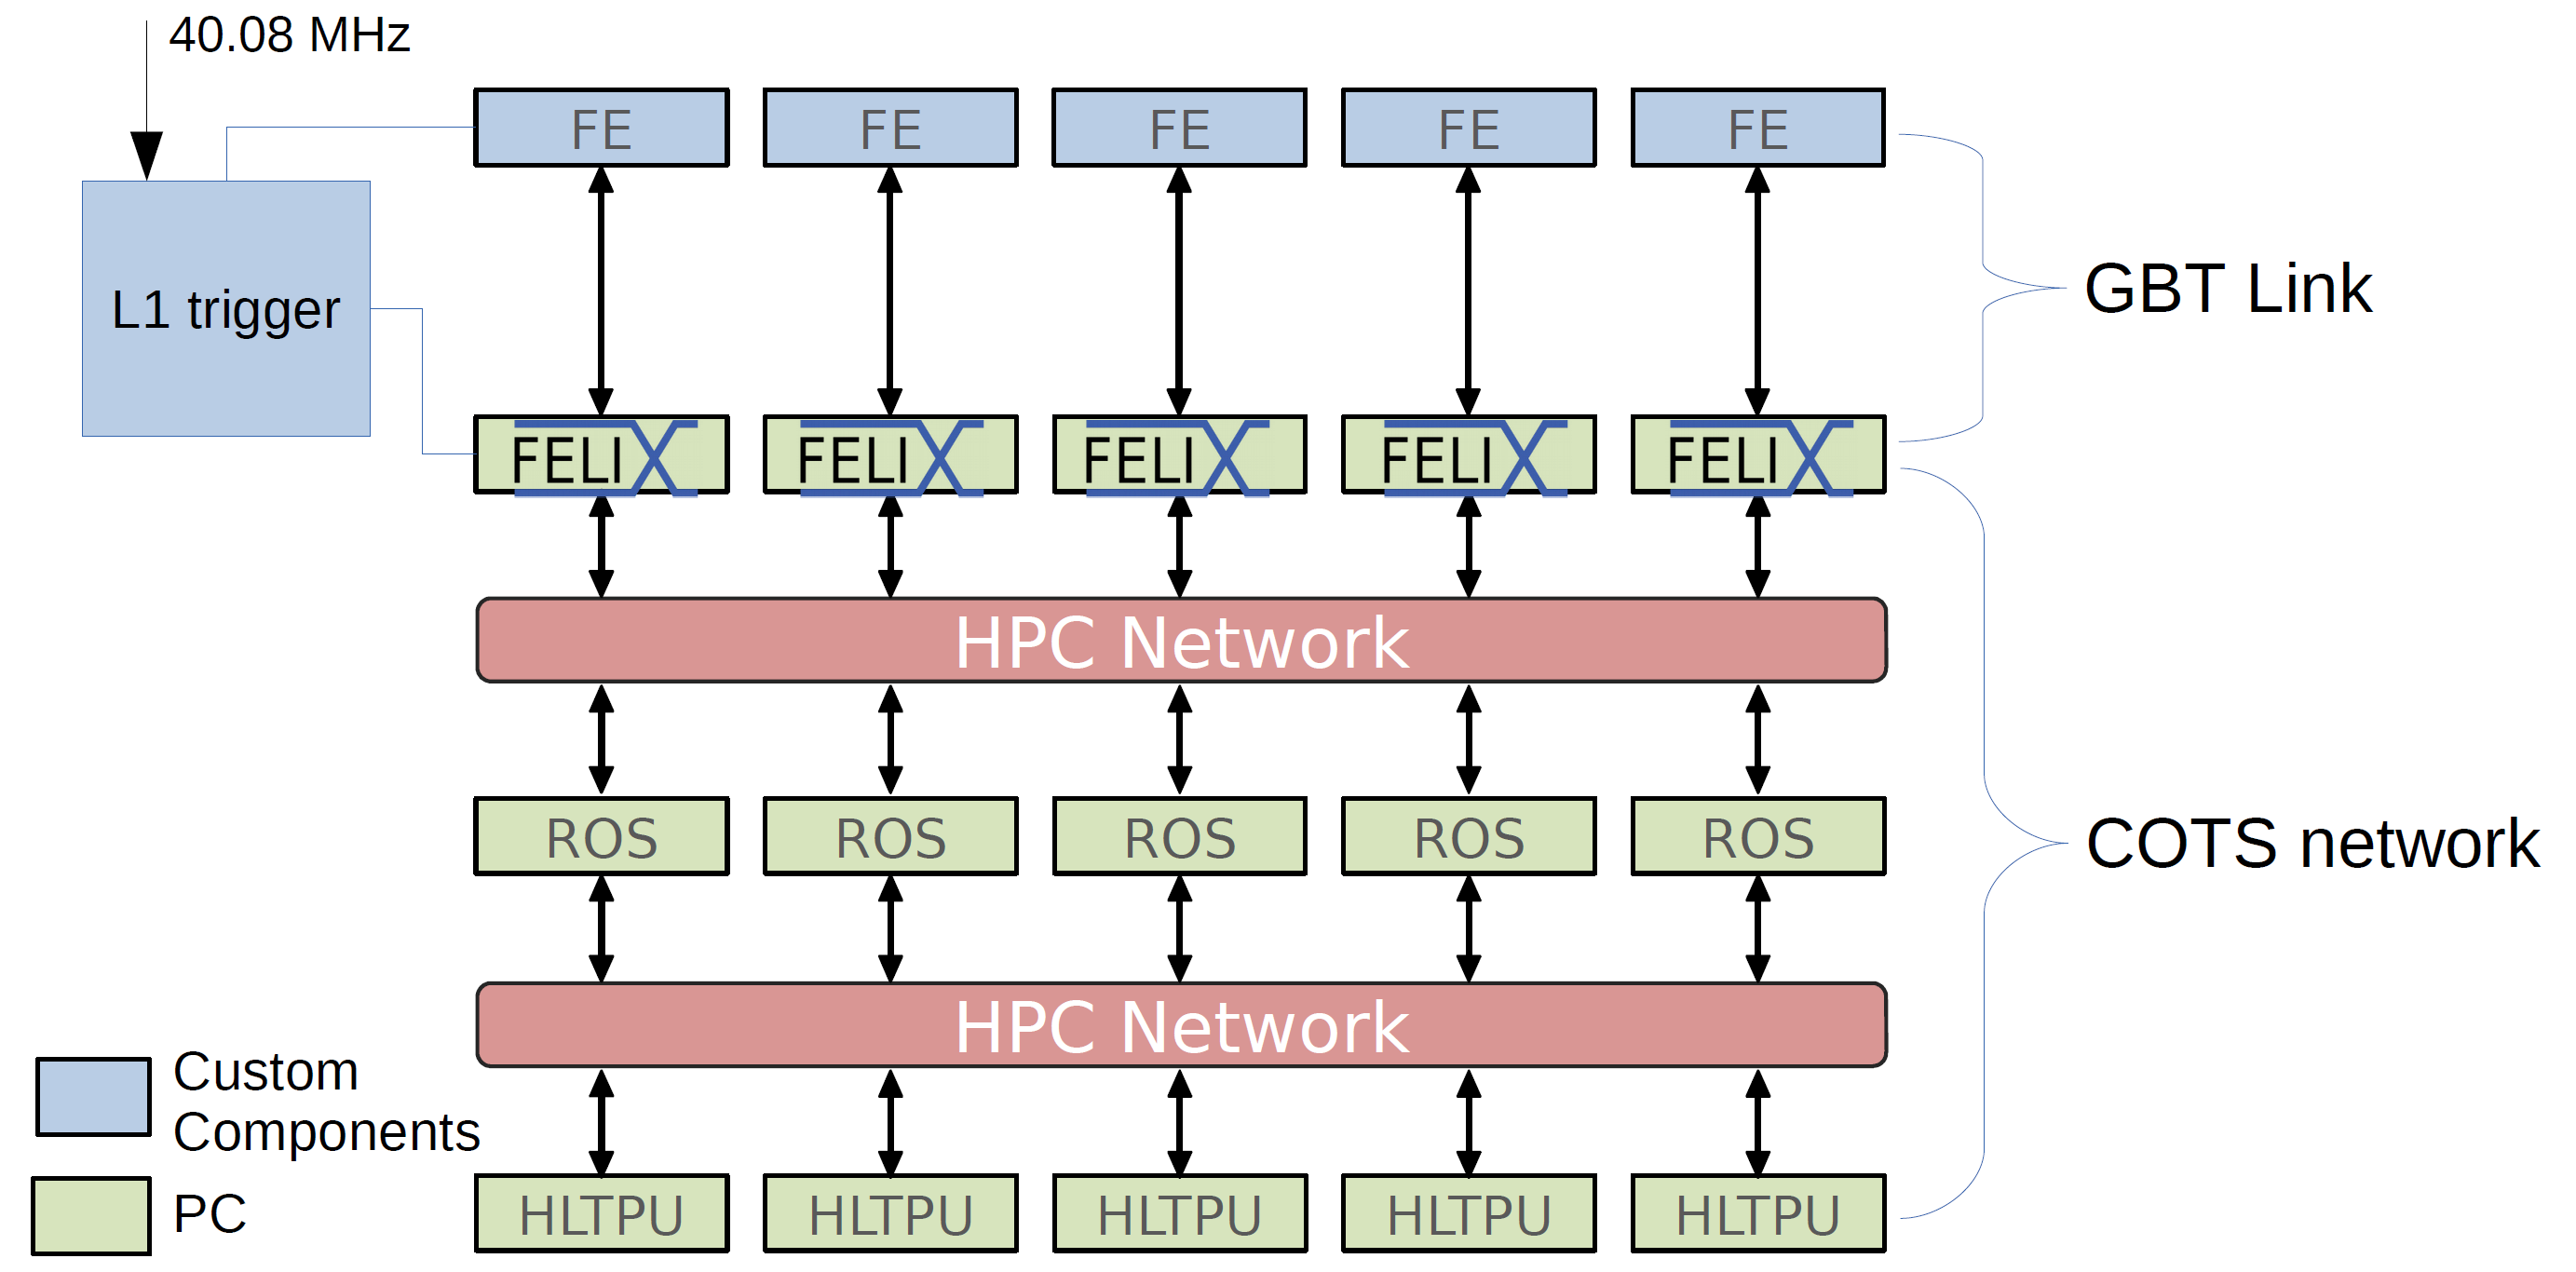 40.08 MHz
FE FE FE FE FE
L1 trigger
GBT Link
FELIX FELIX FELIX FELIX FELIX
HPC Network
ROS ROS ROS ROS ROS
COTS network
HPC Network
Custom
Components
PC
HLTPU HLTPU HLTPU HLTPU HLTPU